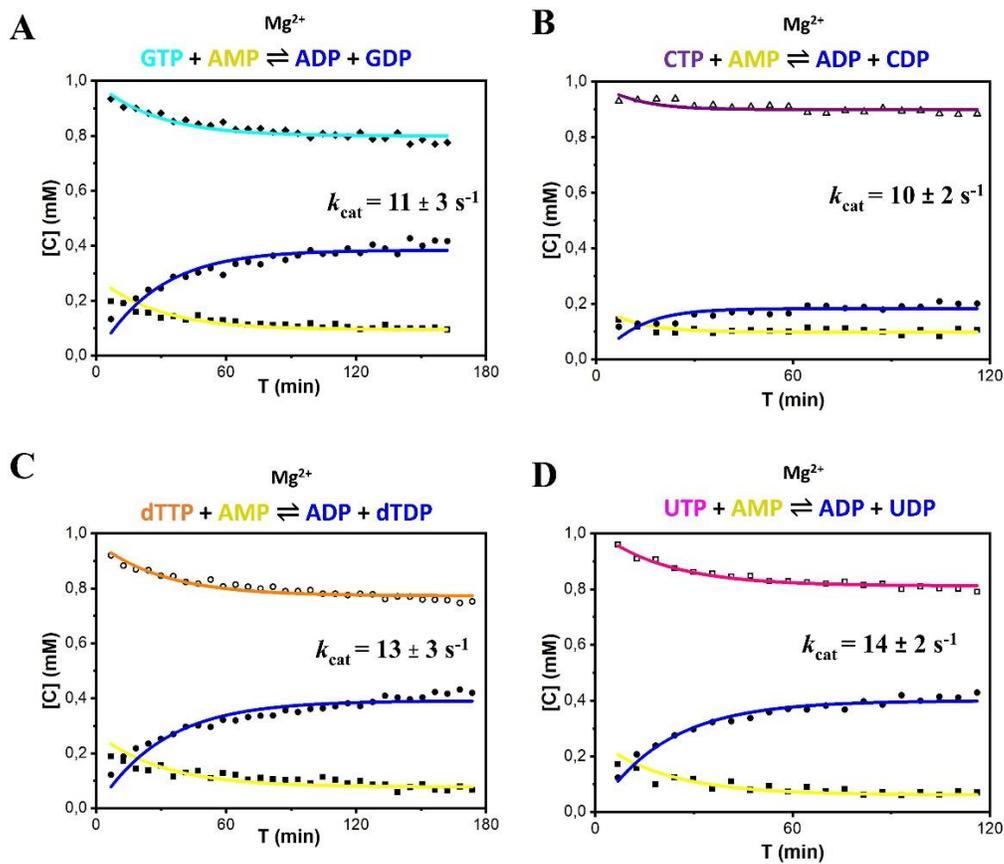 A
Mg²⁺
GTP + AMP ⇌ ADP + GDP
[C] (mM)
1,0
0,8
0,6
0,4
0,2
0,0
k_cat = 11 ± 3 s⁻¹
0 60 120 180
T (min)
B
Mg²⁺
CTP + AMP ⇌ ADP + CDP
[C] (mM)
1,0
0,8
0,6
0,4
0,2
0,0
k_cat = 10 ± 2 s⁻¹
0 60 120
T (min)
C
Mg²⁺
dTTP + AMP ⇌ ADP + dTDP
[C] (mM)
1,0
0,8
0,6
0,4
0,2
0,0
k_cat = 13 ± 3 s⁻¹
0 60 120 180
T (min)
D
Mg²⁺
UTP + AMP ⇌ ADP + UDP
[C] (mM)
1,0
0,8
0,6
0,4
0,2
0,0
k_cat = 14 ± 2 s⁻¹
0 60 120
T (min)